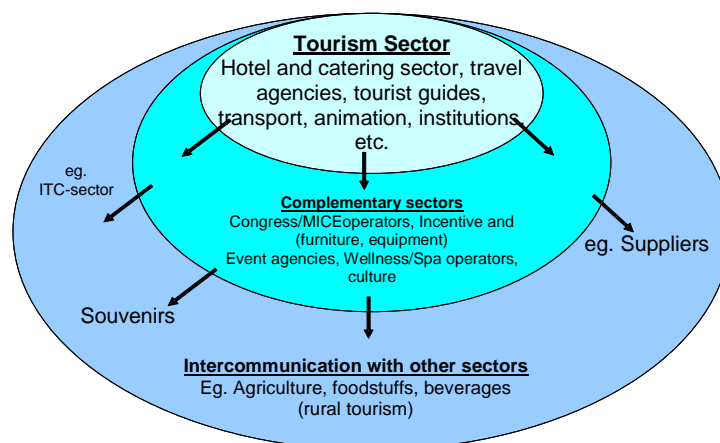 Tourism Sector
Hotel and catering sector, travel
agencies, tourist guides,
transport, animation, institutions,
etc.
eg.
ITC-sector
Complementary sectors
Congress/MICEoperators, Incentive and
(furniture, equipment)
Event agencies, Wellness/Spa operators,
culture
eg. Suppliers
Souvenirs
Intercommunication with other sectors
Eg. Agriculture, foodstuffs, beverages
(rural tourism)